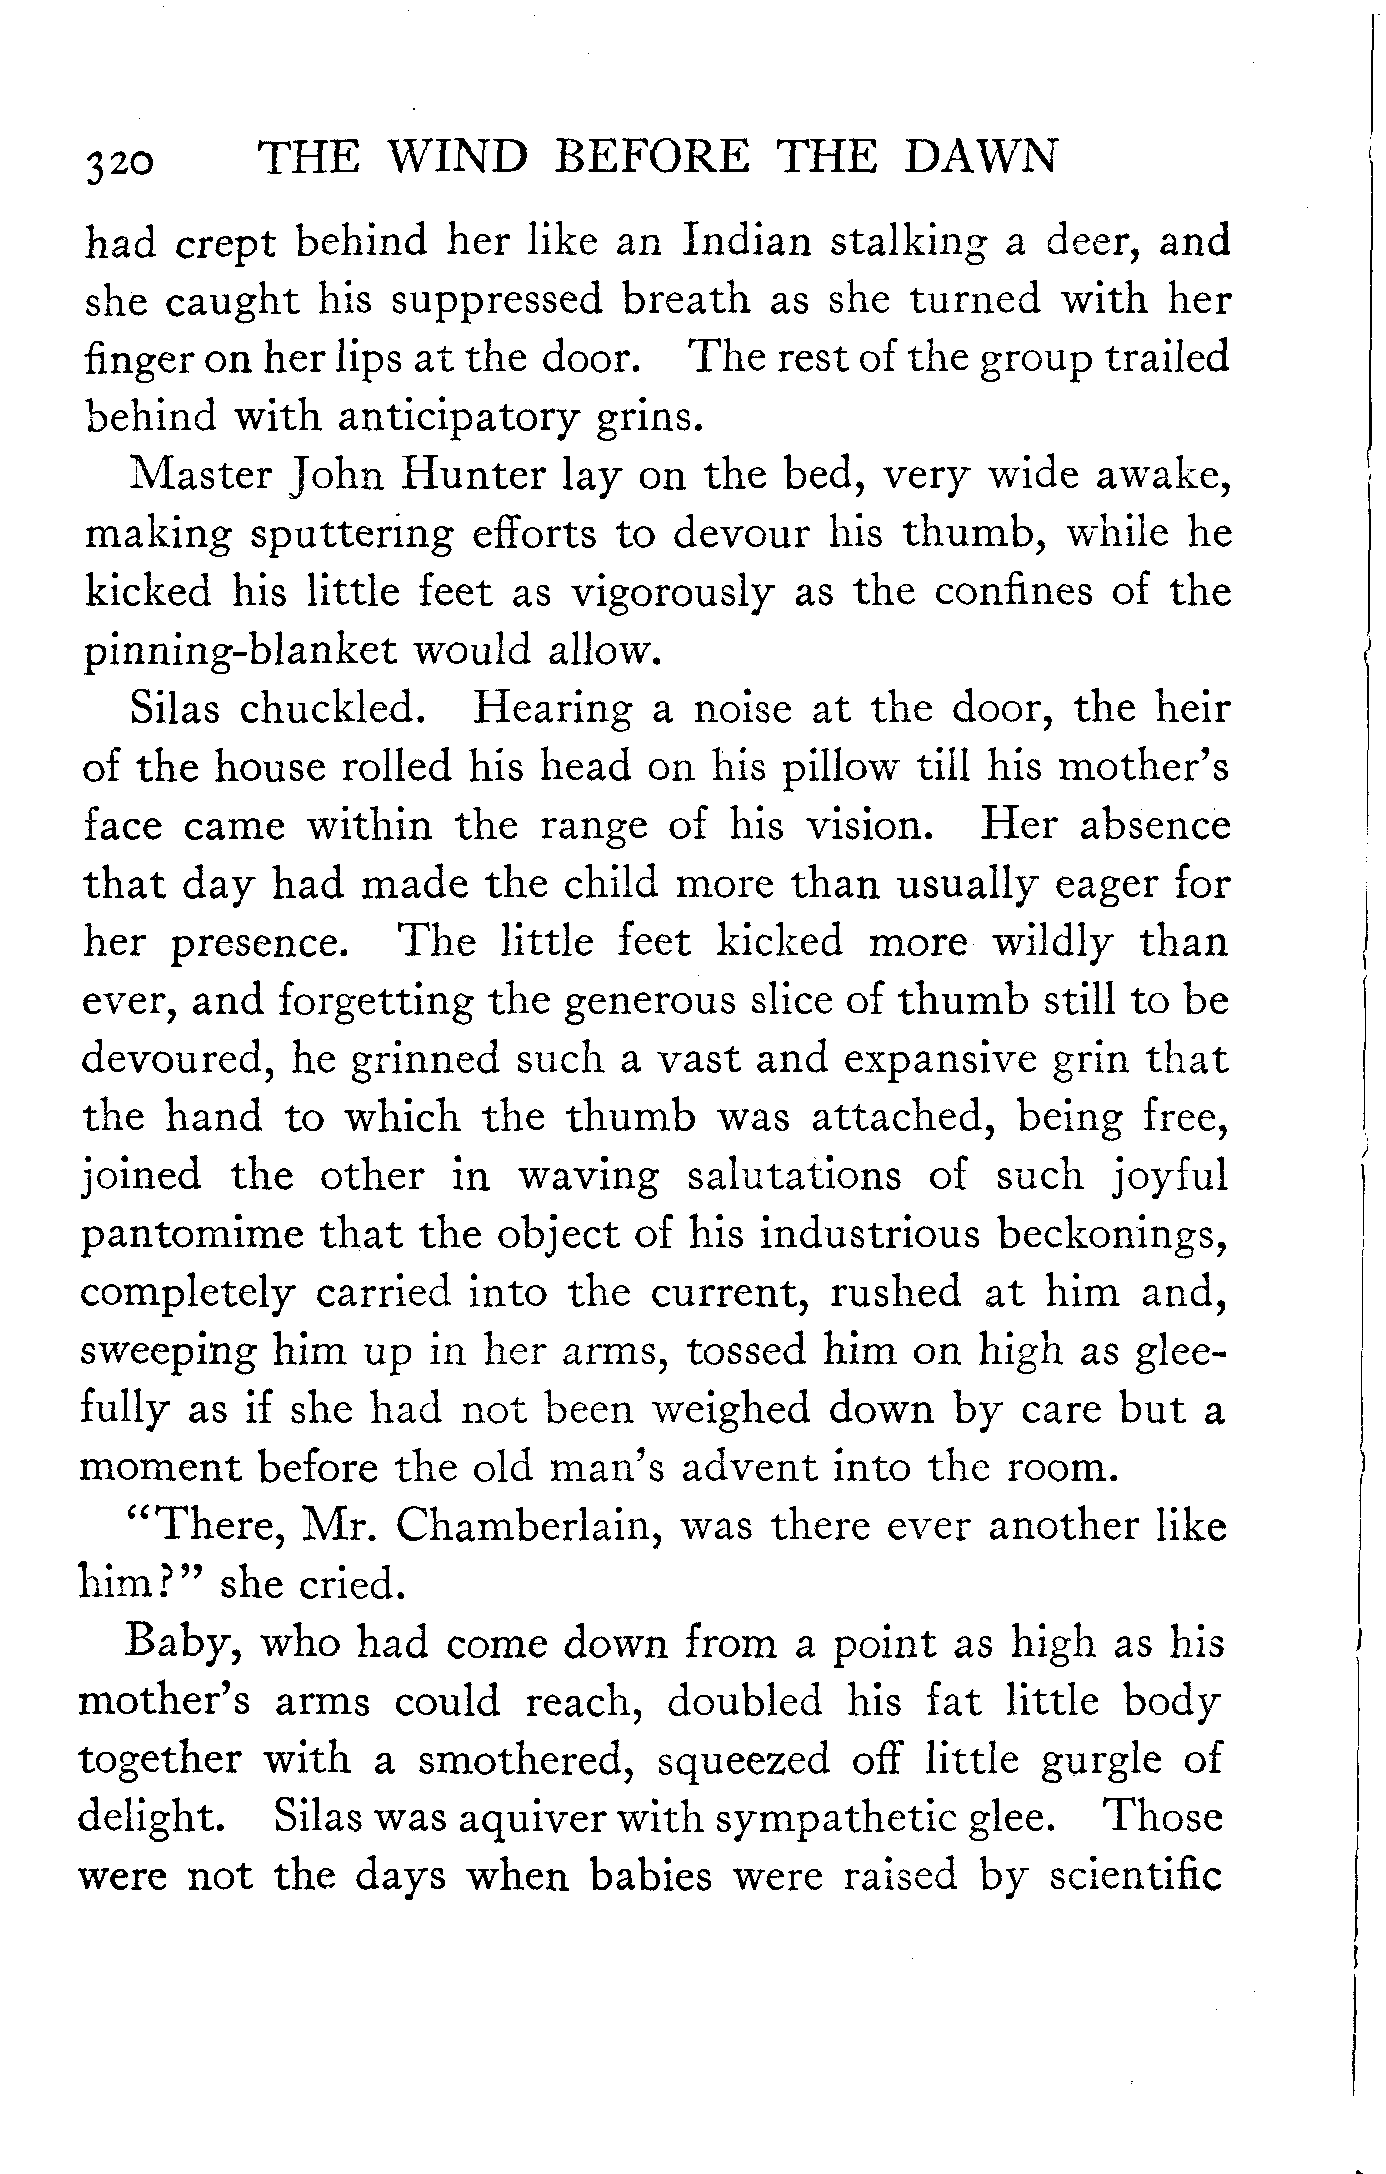 320 THE WIND BEFORE THE DAWN
had crept behind her like an Indian stalking a deer, and
she caught his suppressed breath as she turned with her
finger on her lips at the door. The rest of the group trailed
behind with anticipatory grins.
Master John Hunter lay on the bed, very wide awake,
making sputtering efforts to devour his thumb, while he
kicked his little feet as vigorously as the confines of the
pinning-blanket would allow.
Silas chuckled. Hearing a noise at the door, the heir
of the house rolled his head on his pillow till his mother's
face came within the range of his vision. Her absence
that day had made the child more than usually eager for
her presence. The little feet kicked more wildly than
ever, and forgetting the generous slice of thumb still to be
devoured, he grinned such a vast and expansive grin that
the hand to which the thumb was attached, being free,
joined the other in waving salutations of such joyful
pantomime that the object of his industrious beckonings,
completely carried into the current, rushed at him and,
sweeping him up in her arms, tossed him on high as glee-
fully as if she had not been weighed down by care but a
moment before the old man's advent into the room.
"There, Mr. Chamberlain, was there ever another like
him?" she cried.
Baby, who had come down from a point as high as his
mother's arms could reach, doubled his fat little body
together with a smothered, squeezed off little gurgle of
delight. Silas was aquiver with sympathetic glee. Those
were not the days when babies were raised by scientific